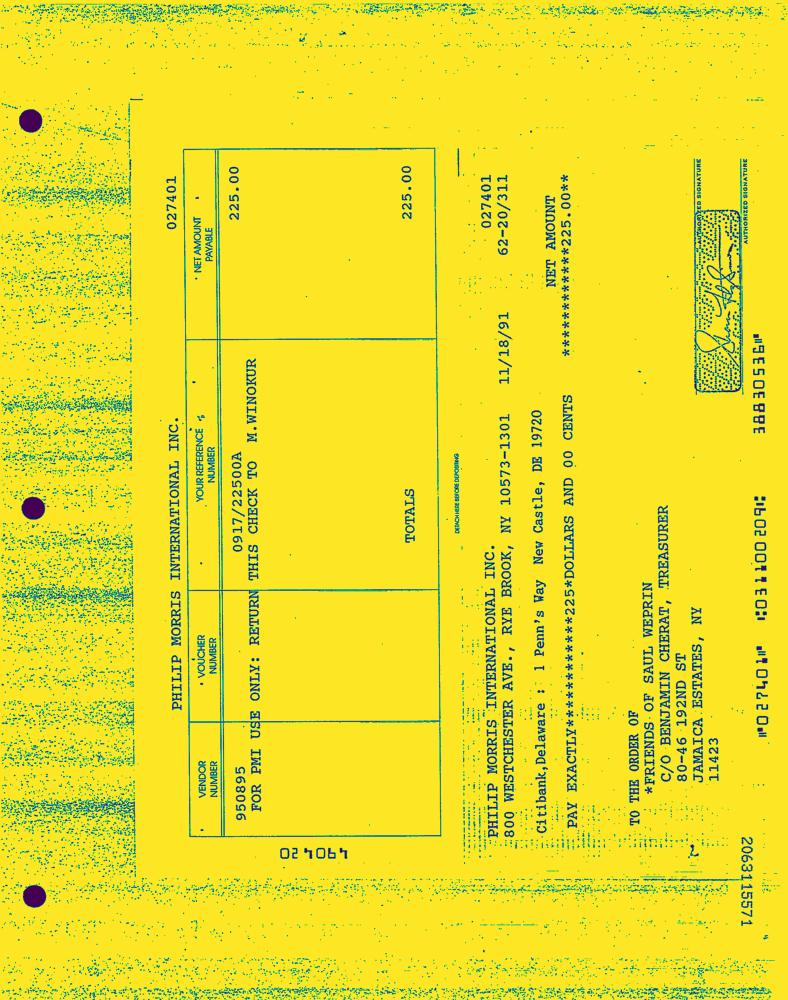 PHILIP MORRIS INTERNATIONAL INC. 027401
VENDOR NUMBER VOUCHER NUMBER YOUR REFERENCE NUMBER NET AMOUNT PAYABLE
950895 0917/22500A 225.00
FOR PMI USE ONLY: RETURN THIS CHECK TO M.WINOKUR
TOTALS 225.00
DETACH HERE BEFORE DEPOSITING
PHILIP MORRIS INTERNATIONAL INC. 027401
800 WESTCHESTER AVE., RYE BROOK, NY 10573-1301 11/18/91 62-20/311
Citibank,Delaware : 1 Penn's Way New Castle, DE 19720
NET AMOUNT
PAY EXACTLY*************225*DOLLARS AND 00 CENTS *************225.00**
TO THE ORDER OF
*FRIENDS OF SAUL WEPRIN
C/O BENJAMIN CHERAT, TREASURER
80-46 192ND ST
JAMAICA ESTATES, NY
11423
AUTHORIZED SIGNATURE
AUTHORIZED SIGNATURE
⑈027401⑈ ⑆031100209⑆ 38830536⑈
2063115571